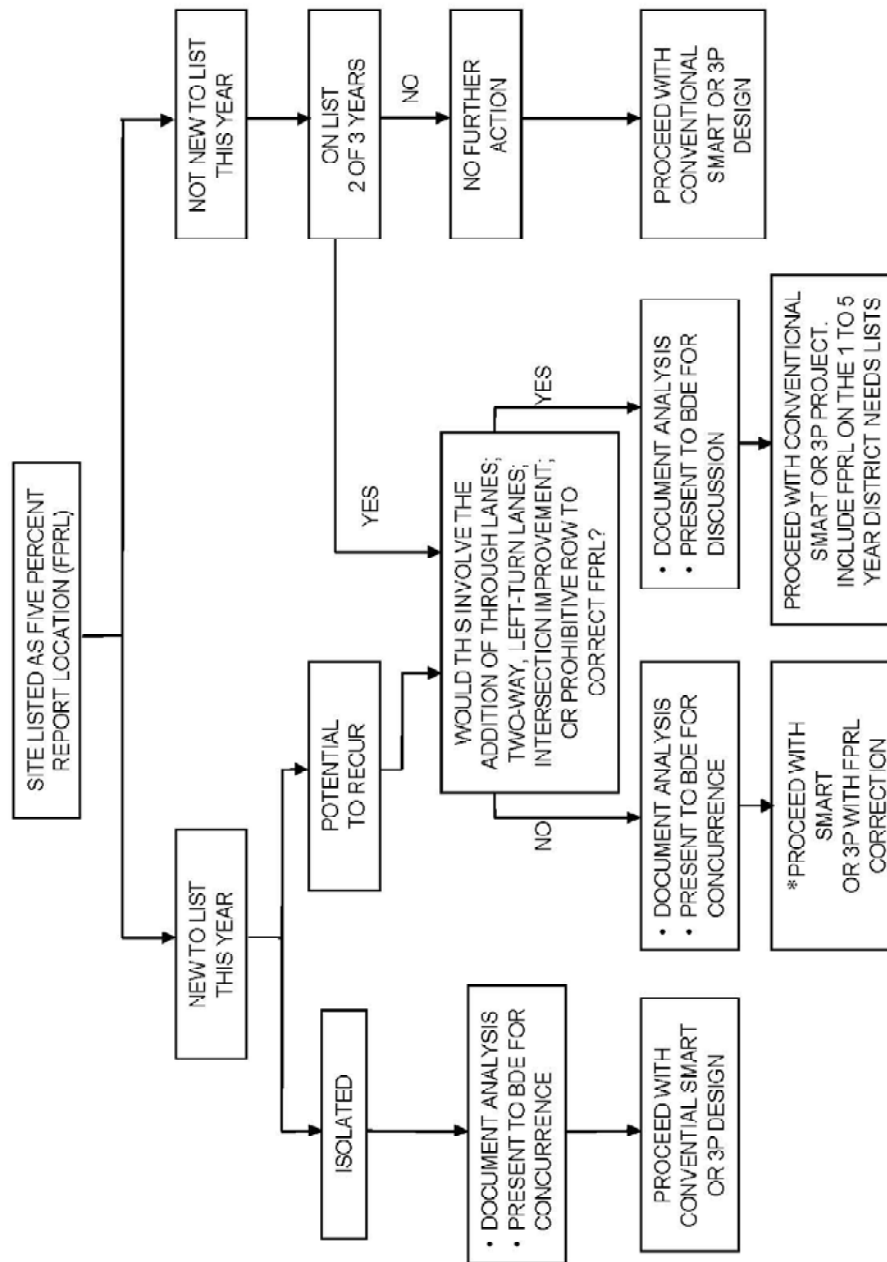 SITE LISTED AS FIVE PERCENT
REPORT LOCATION (FPRL)
NEW TO LIST
THIS YEAR
NOT NEW TO LIST
THIS YEAR
ISOLATED
POTENTIAL
TO RECUR
ON LIST
2 OF 3 YEARS
YES
NO
• DOCUMENT ANALYSIS
• PRESENT TO BDE FOR
CONCURRENCE
WOULD THIS INVOLVE THE
ADDITION OF THROUGH LANES;
TWO-WAY, LEFT-TURN LANES;
INTERSECTION IMPROVEMENT;
OR PROHIBITIVE ROW TO
CORRECT FPRL?
NO FURTHER
ACTION
NO
YES
PROCEED WITH
CONVENTIAL SMART
OR 3P DESIGN
• DOCUMENT ANALYSIS
• PRESENT TO BDE FOR
CONCURRENCE
• DOCUMENT ANALYSIS
• PRESENT TO BDE FOR
DISCUSSION
PROCEED WITH
CONVENTIONAL
SMART OR 3P
DESIGN
*PROCEED WITH
SMART
OR 3P WITH FPRL
CORRECTION
PROCEED WITH CONVENTIONAL
SMART OR 3P PROJECT.
INCLUDE FPRL ON THE 1 TO 5
YEAR DISTRICT NEEDS LISTS